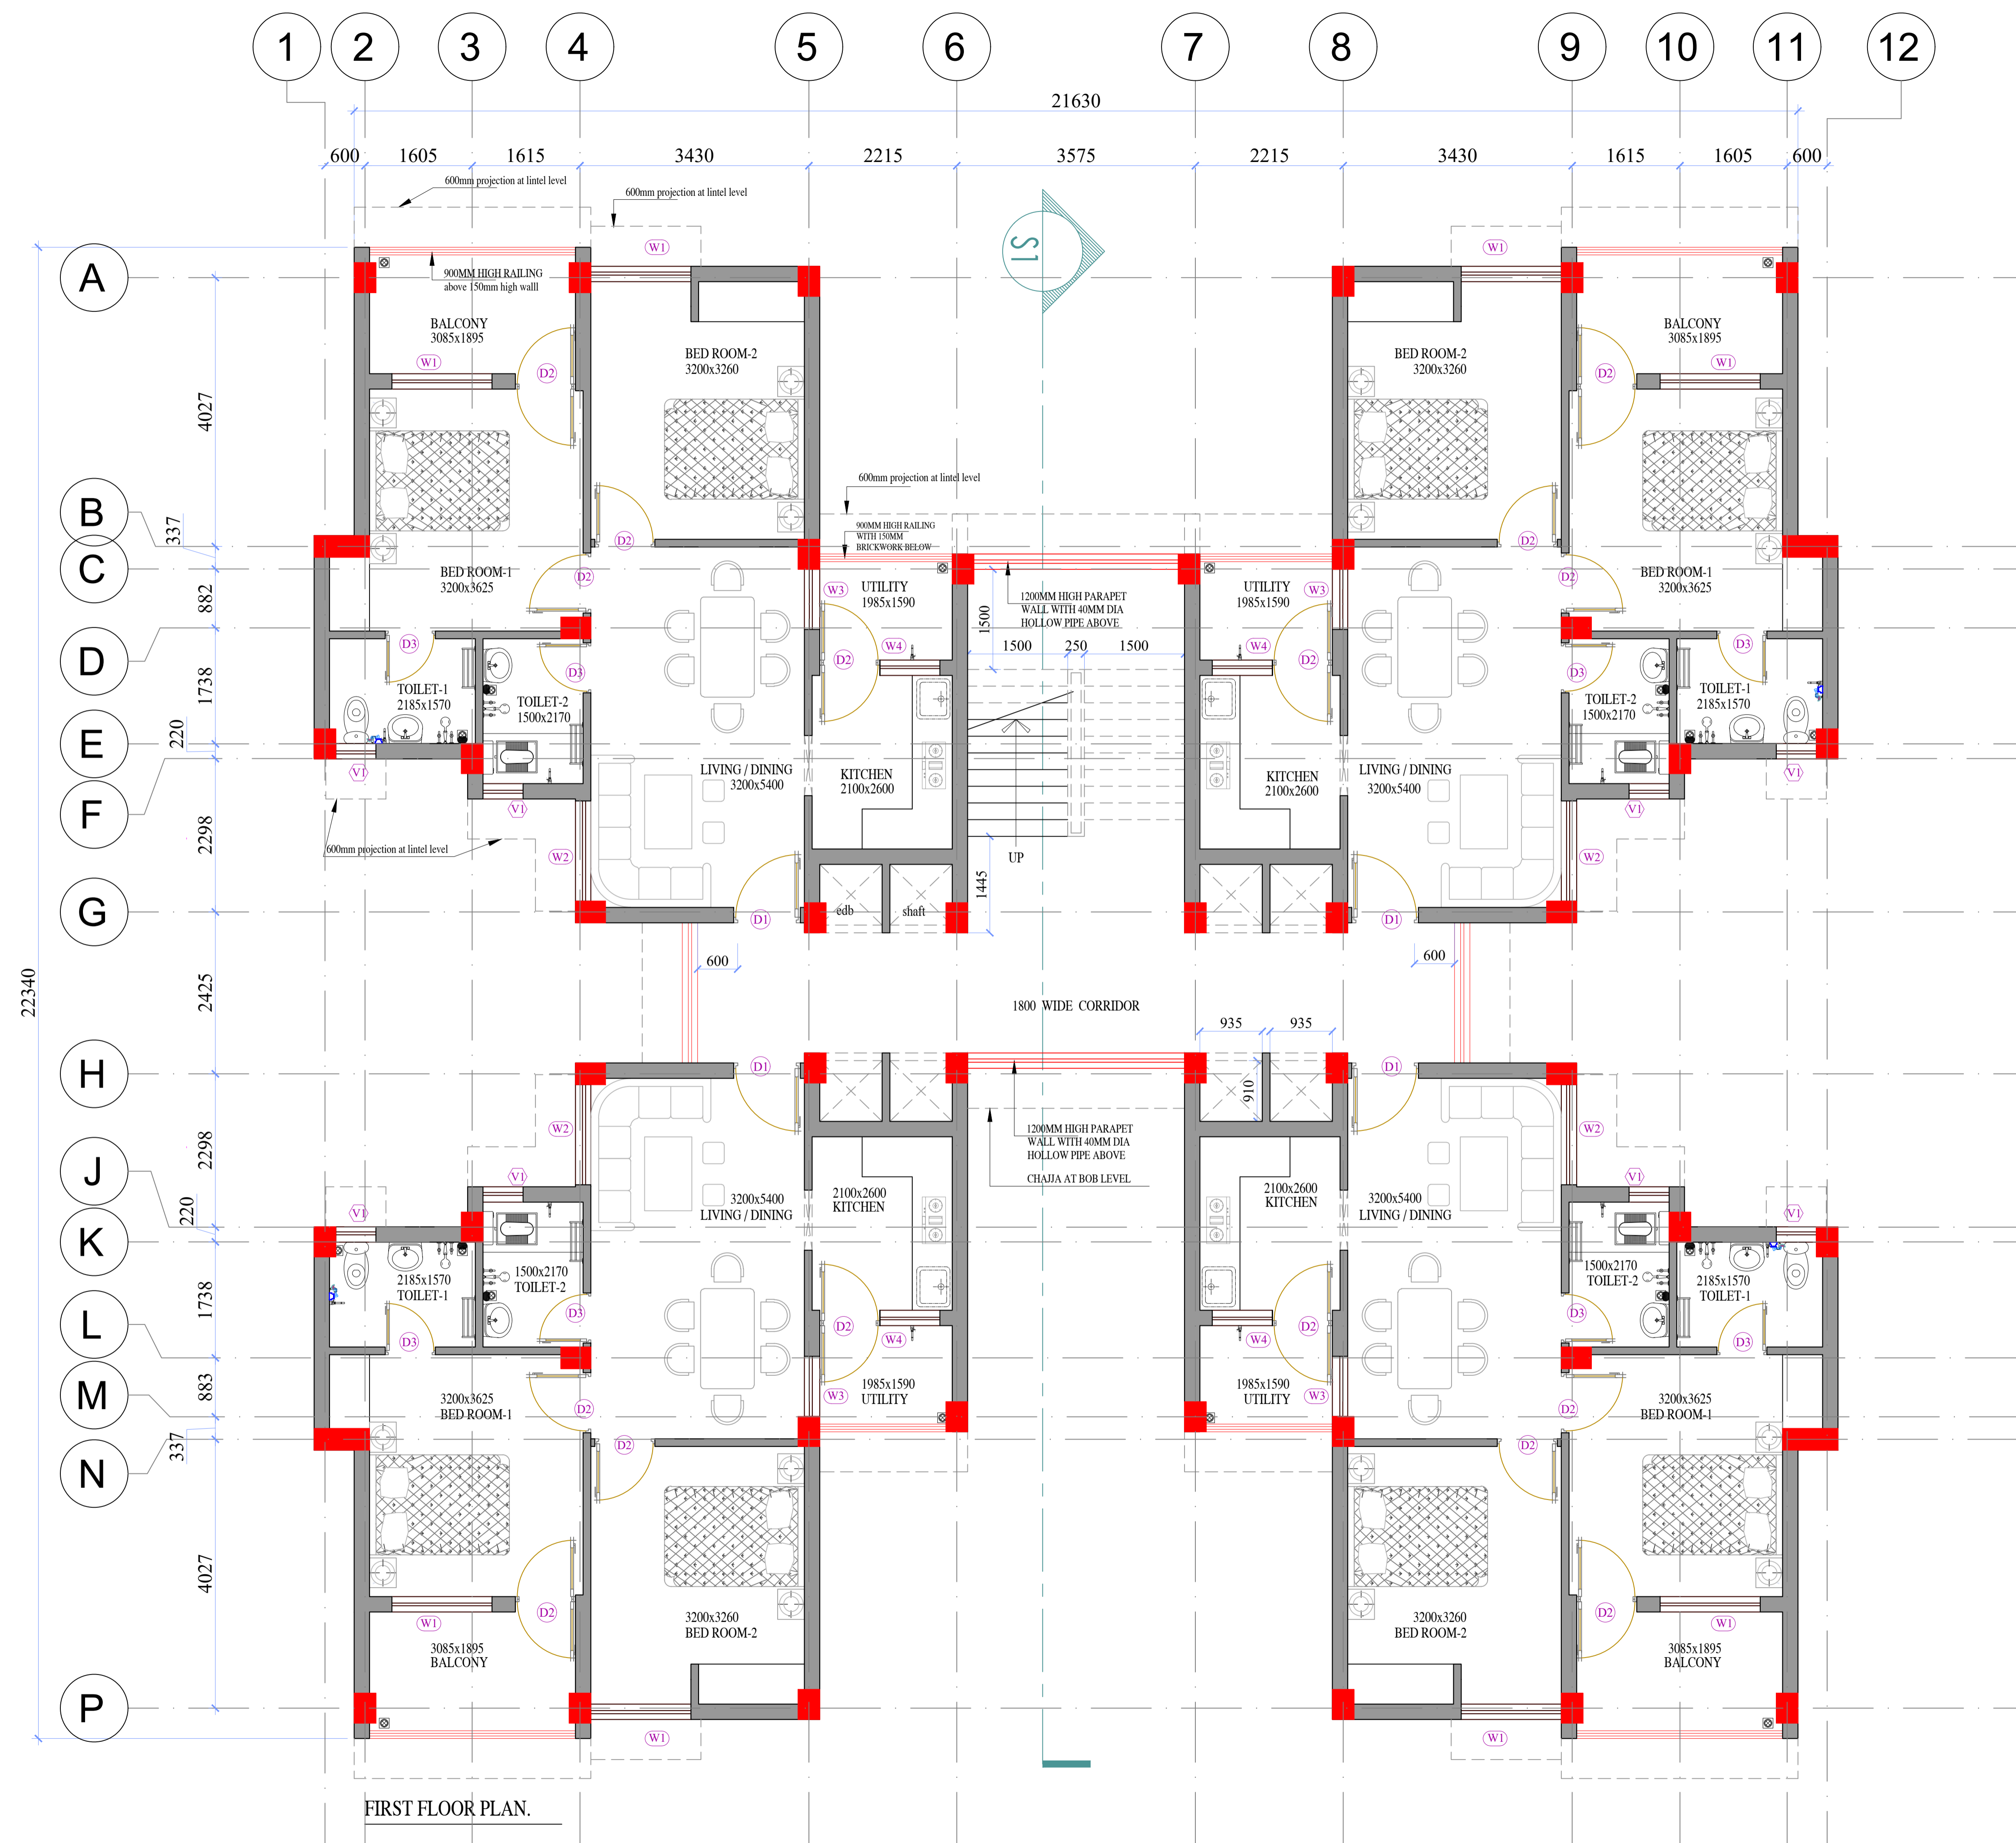 1 2 3 4 5 6 7 8 9 10 11 12
21630
600 1605 1615 3430 2215 3575 2215 3430 1615 1605 600
600mm projection at lintel level
600mm projection at lintel level
S1
W1 W1
A
900MM HIGH RAILING
above 150mm high walll
BALCONY
3085x1895
BALCONY
3085x1895
BED ROOM-2
3200x3260
BED ROOM-2
3200x3260
W1 D2 D2 W1
4027
600mm projection at lintel level
B
337
900MM HIGH RAILING
WITH 150MM
BRICKWORK BELOW
D2 D2
C
BED ROOM-1
3200x3625
D2
W3
UTILITY
1985x1590
1200MM HIGH PARAPET
WALL WITH 40MM DIA
HOLLOW PIPE ABOVE
UTILITY
1985x1590
W3
D2
BED ROOM-1
3200x3625
882
1500
1500 250 1500
D
D3 D3 D2 W4 W4 D2 D3 D3
1738
TOILET-1
2185x1570
TOILET-2
1500x2170
TOILET-2
1500x2170
TOILET-1
2185x1570
E
220
V1 V1
LIVING / DINING
3200x5400
KITCHEN
2100x2600
KITCHEN
2100x2600
LIVING / DINING
3200x5400
V1 V1
F
2298
600mm projection at lintel level
W2
UP
W2
1445
G
D1
edb shaft
D1
600 600
22340
2425
1800 WIDE CORRIDOR
935 935
910
H
D1 D1
W2 W2
1200MM HIGH PARAPET
WALL WITH 40MM DIA
HOLLOW PIPE ABOVE
CHAJJA AT BOB LEVEL
2298
J
V1 V1 V1 V1
3200x5400
LIVING / DINING
2100x2600
KITCHEN
2100x2600
KITCHEN
3200x5400
LIVING / DINING
220
K
2185x1570
TOILET-1
1500x2170
TOILET-2
1500x2170
TOILET-2
2185x1570
TOILET-1
1738
L
D3 D3 D2 W4 W4 D2 D3 D3
M
883
3200x3625
BED ROOM-1
D2
W3
1985x1590
UTILITY
1985x1590
UTILITY
W3
D2
3200x3625
BED ROOM-1
337
N
D2 D2
4027
W1 D2 D2 W1
3200x3260
BED ROOM-2
3200x3260
BED ROOM-2
3085x1895
BALCONY
3085x1895
BALCONY
P
W1 W1
FIRST FLOOR PLAN.